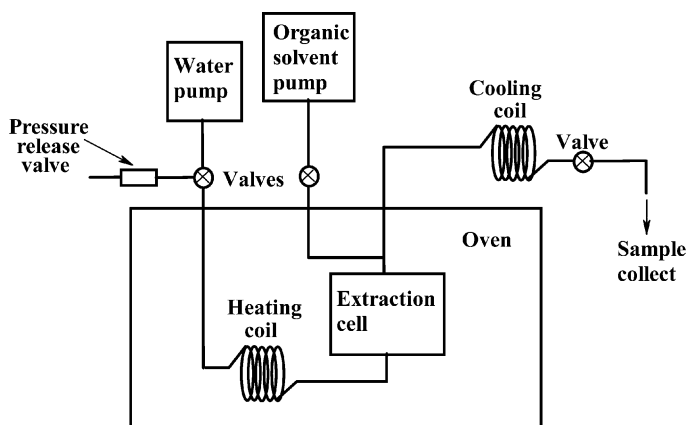 Organic
solvent
pump
Water
pump
Cooling
coil
Pressure
release
valve
Valves
Valve
Oven
Sample
collect
Heating
coil
Extraction
cell